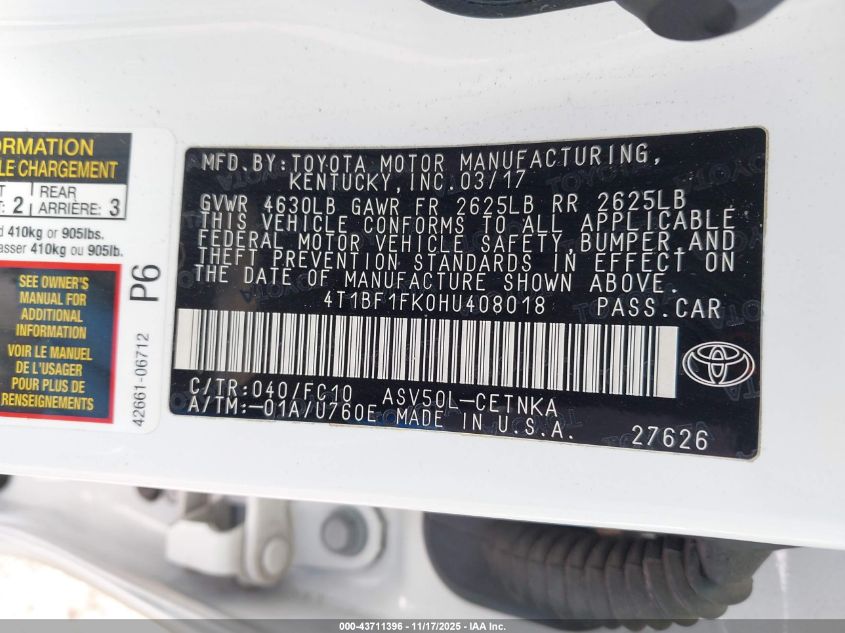 ORMATION
LE CHARGEMENT
2
REAR
ARRIÈRE: 3
410kg or 905lbs.
asser 410kg ou 905lb.
SEE OWNER'S
MANUAL FOR
ADDITIONAL
INFORMATION
VOIR LE MANUEL
DE L'USAGER
POUR PLUS DE
RENSEIGNEMENTS
P6
42661-06712
MFD.BY:TOYOTA MOTOR MANUFACTURING,
KENTUCKY,INC.03/17
GVWR 4630LB GAWR FR 2625LB RR 2625LB
THIS VEHICLE CONFORMS TO ALL APPLICABLE
FEDERAL MOTOR VEHICLE SAFETY,BUMPER,AND
THEFT PREVENTION STANDARDS IN EFFECT ON
THE DATE OF MANUFACTURE SHOWN ABOVE.
4T1BF1FK0HU408018 PASS.CAR
C/TR:040/FC10 ASV50L-CETNKA
A/TM:-01A/U760E MADE IN U.S.A.
27626
000-43711396 - 11/17/2025 - IAA Inc.